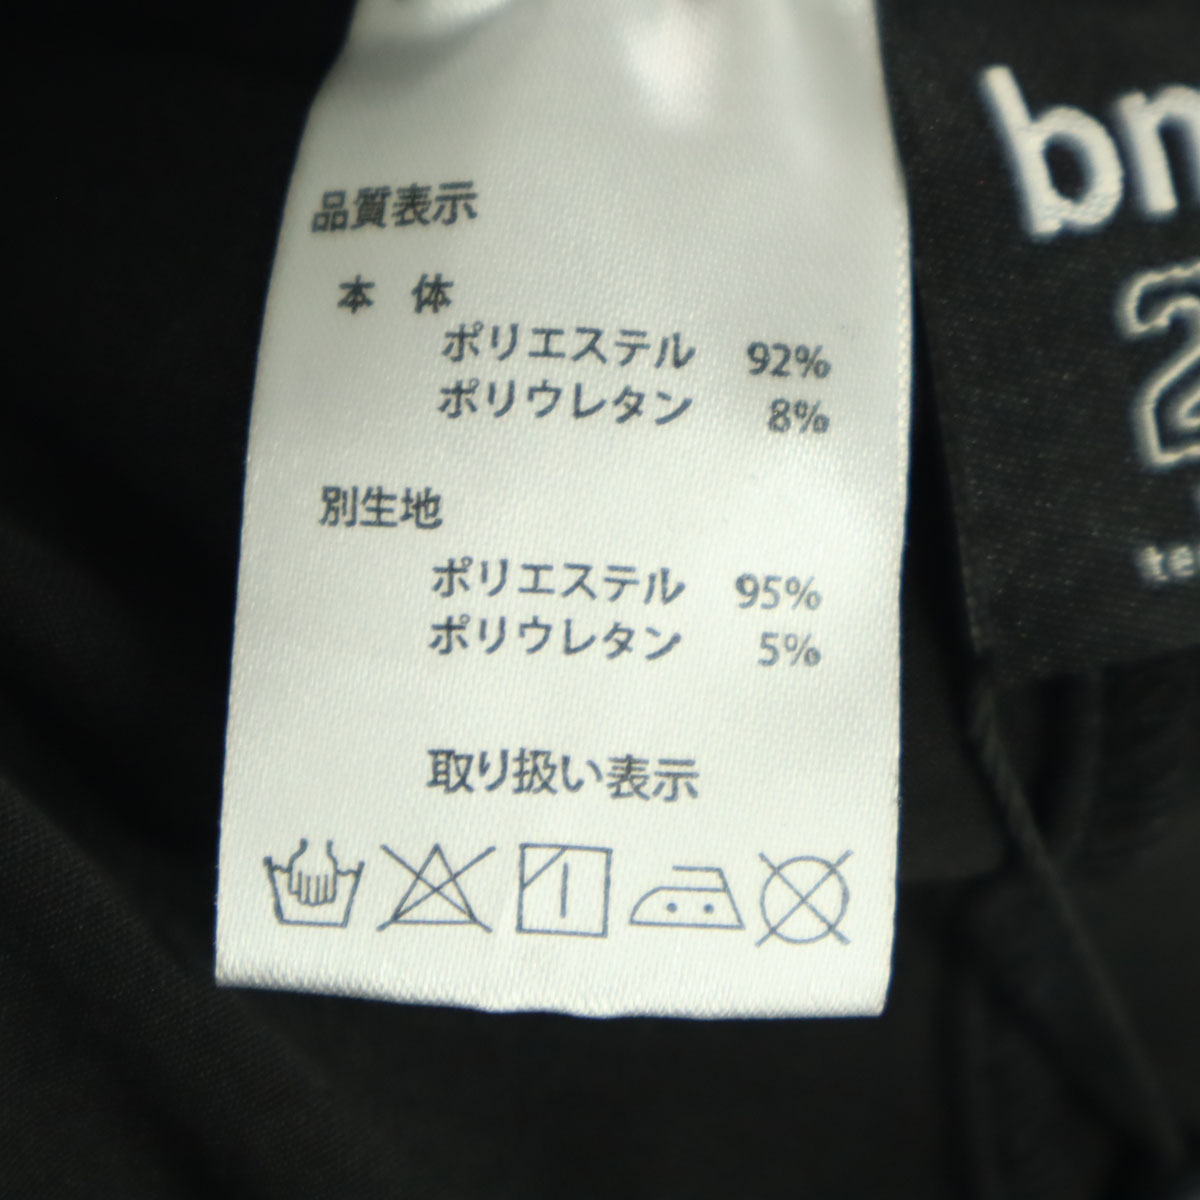 品質表示
本 体
ポリエステル 92%
ポリウレタン 8%
別生地
ポリエステル 95%
ポリウレタン 5%
取り扱い表示